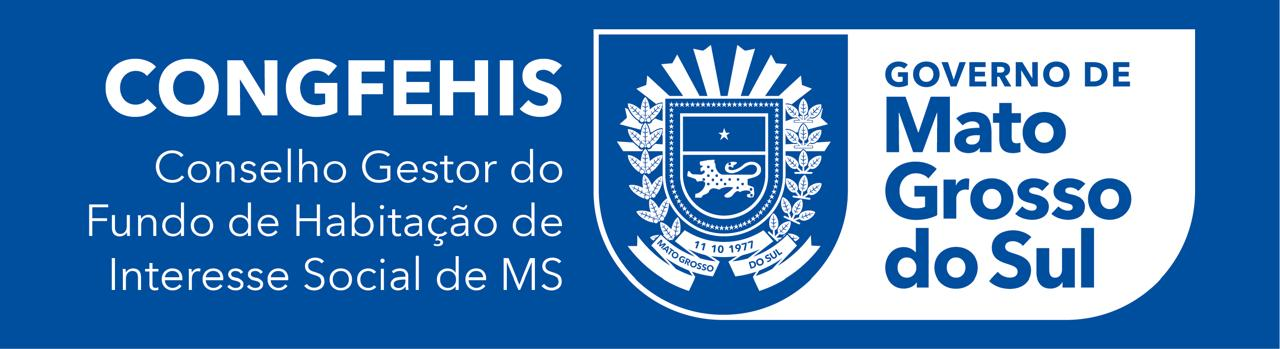 CONGFEHIS
Conselho Gestor do
Fundo de Habitação de
Interesse Social de MS
11 10 1977
MATO GROSSO
DO SUL
GOVERNO DE
Mato
Grosso
do Sul